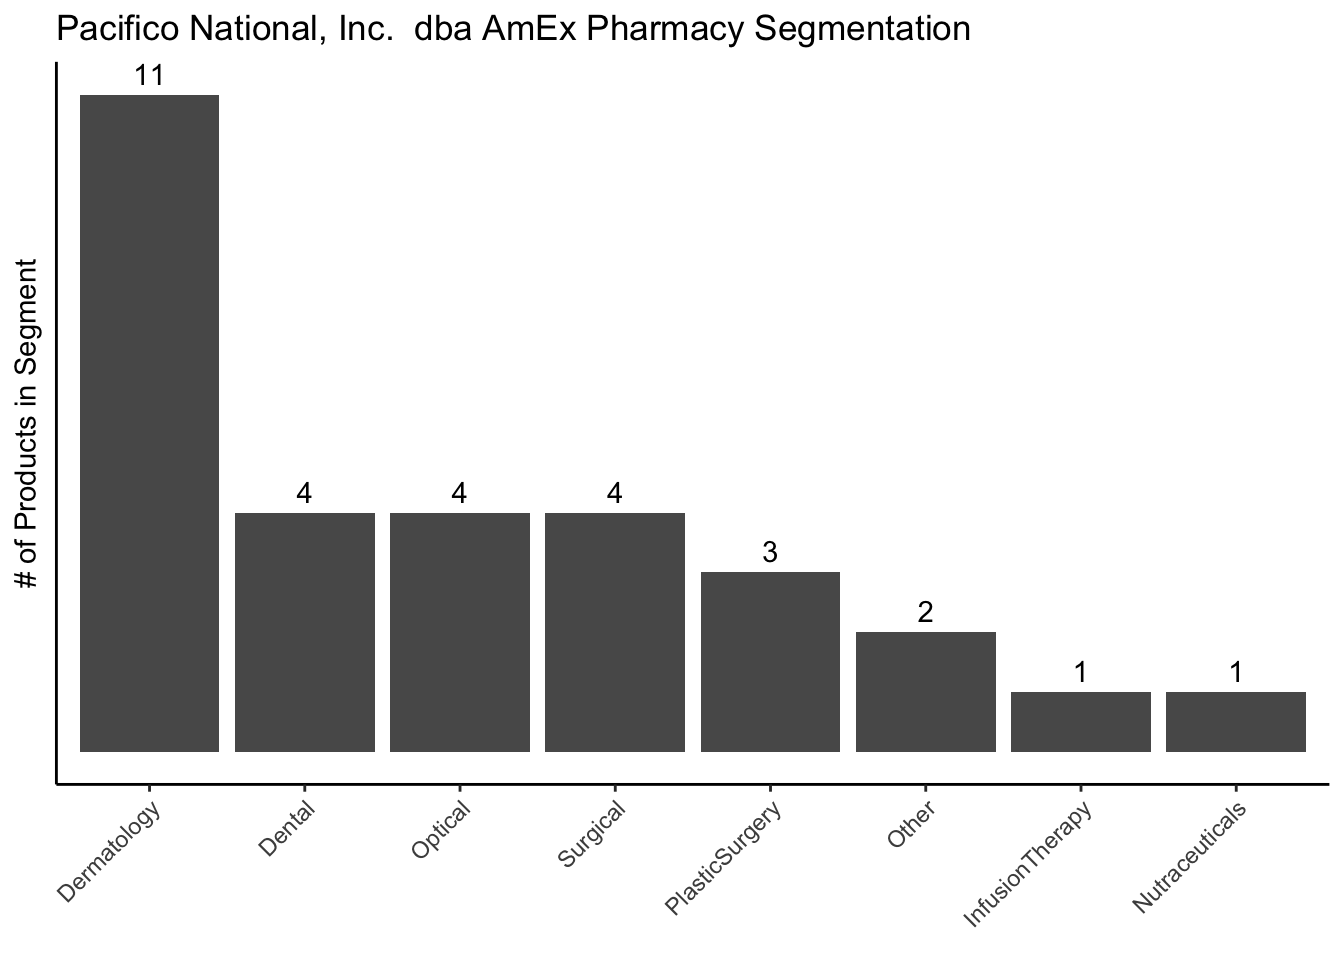 Pacifico National, Inc.  dba AmEx Pharmacy Segmentation
# of Products in Segment
11
4
4
4
3
2
1
1
Dermatology
Dental
Optical
Surgical
PlasticSurgery
Other
InfusionTherapy
Nutraceuticals